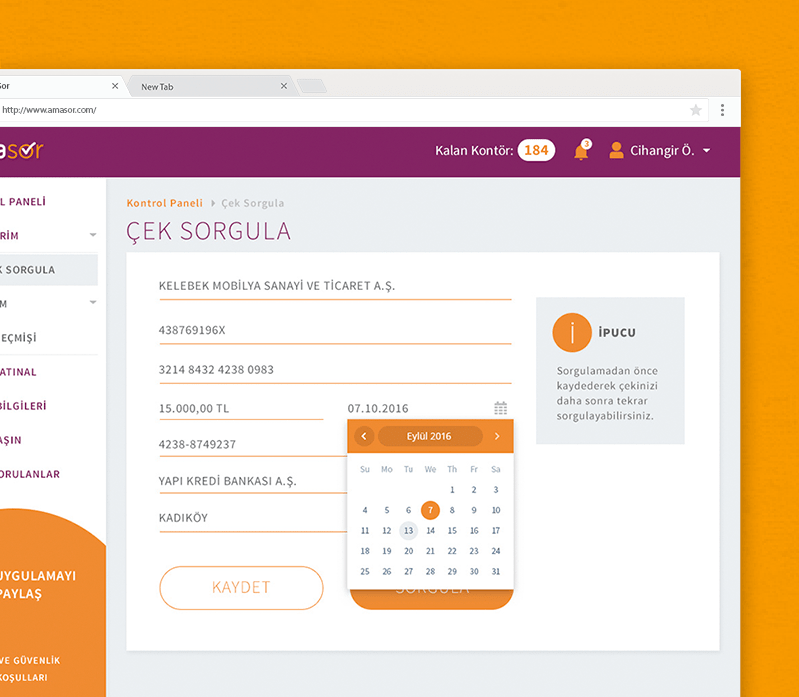 New Tab
http://www.amasor.com/
sor
Kalan Kontör: 184
3
Cihangir Ö.
L PANELİ
RİM
K SORGULA
M
EÇMİŞİ
ATINAL
BİLGİLERİ
AŞIN
ORULANLAR
UYGULAMAYI
PAYLAŞ
VE GÜVENLİK
KOŞULLARI
Kontrol Paneli Çek Sorgula
ÇEK SORGULA
KELEBEK MOBİLYA SANAYİ VE TİCARET A.Ş.
438769196X
3214 8432 4238 0983
15.000,00 TL
07.10.2016
4238-8749237
YAPI KREDİ BANKASI A.Ş.
KADIKÖY
Eylül 2016
Su Mo Tu We Th Fr Sa
1 2 3
4 5 6 7 8 9 10
11 12 13 14 15 16 17
18 19 20 21 22 23 24
25 26 27 28 29 30 31
KAYDET
SORGULA
i
İPUCU
Sorgulamadan önce
kaydederek çekinizi
daha sonra tekrar
sorgulayabilirsiniz.